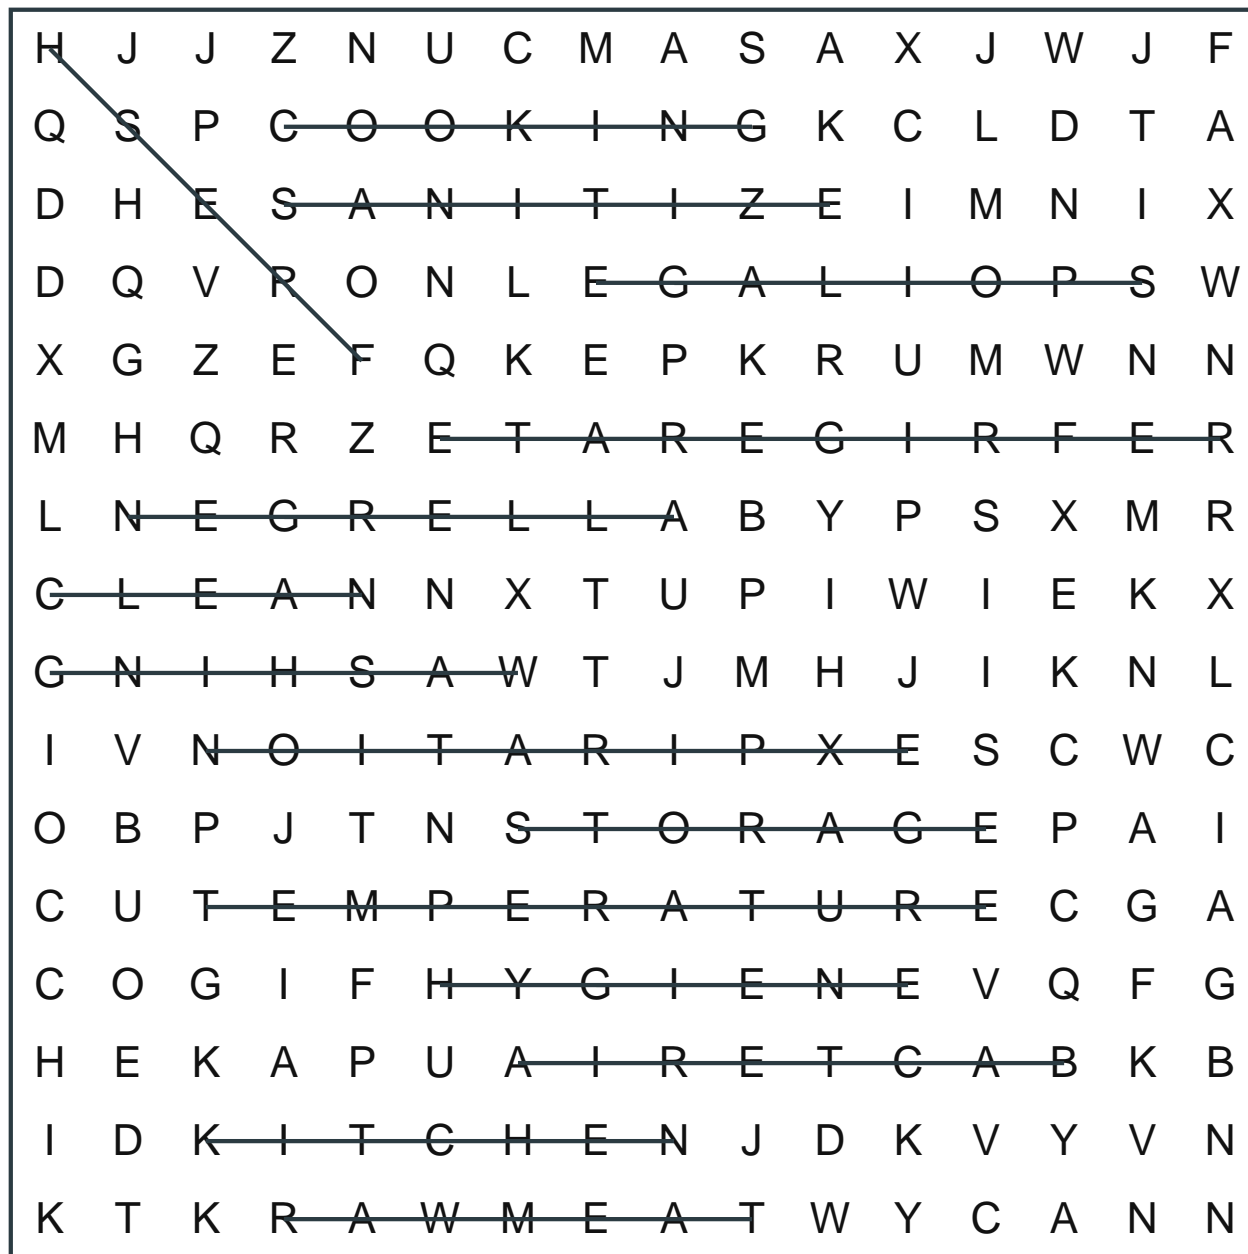 H J J Z N U C M A S A X J W J F
Q S P C O O K I N G K C L D T A
D H E S A N I T I Z E I M N I X
D Q V R O N L E G A L I O P S W
X G Z E F Q K E P K R U M W N N
M H Q R Z E T A R E G I R F E R
L N E G R E L L A B Y P S X M R
C L E A N N X T U P I W I E K X
G N I H S A W T J M H J I K N L
I V N O I T A R I P X E S C W C
O B P J T N S T O R A G E P A I
C U T E M P E R A T U R E C G A
C O G I F H Y G I E N E V Q F G
H E K A P U A I R E T C A B K B
I D K I T C H E N J D K V Y V N
K T K R A W M E A T W Y C A N N